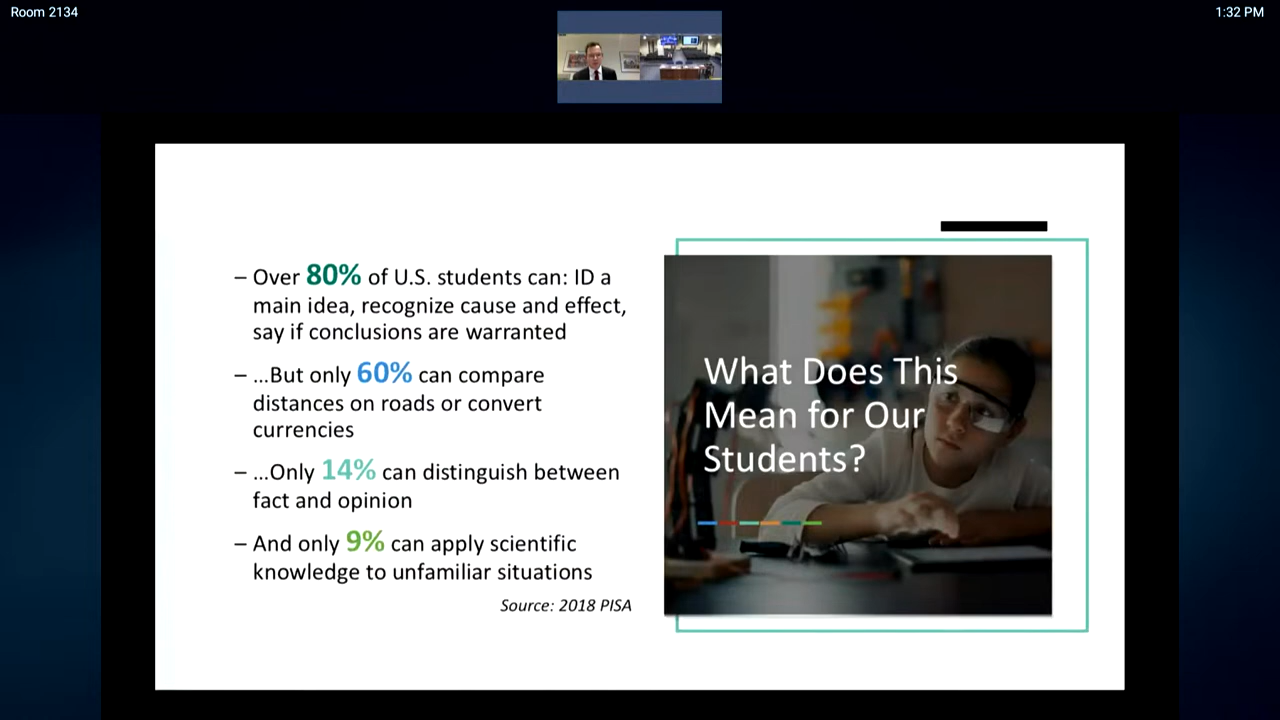 Room 2134
1:32 PM
– Over 80% of U.S. students can: ID a
main idea, recognize cause and effect,
say if conclusions are warranted
– ...But only 60% can compare
distances on roads or convert
currencies
– ...Only 14% can distinguish between
fact and opinion
– And only 9% can apply scientific
knowledge to unfamiliar situations
Source: 2018 PISA
What Does This
Mean for Our
Students?